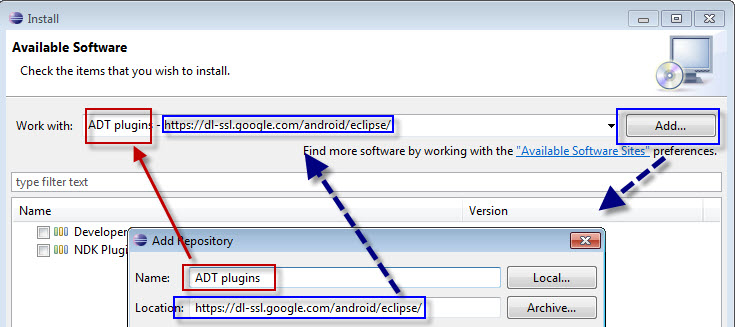 Install
Available Software
Check the items that you wish to install.
Work with: ADT plugins - https://dl-ssl.google.com/android/eclipse/ Add...
Find more software by working with the "Available Software Sites" preferences.
type filter text
Name Version
Developer
NDK Plugi
Add Repository
Name: ADT plugins Local...
Location: https://dl-ssl.google.com/android/eclipse/ Archive...